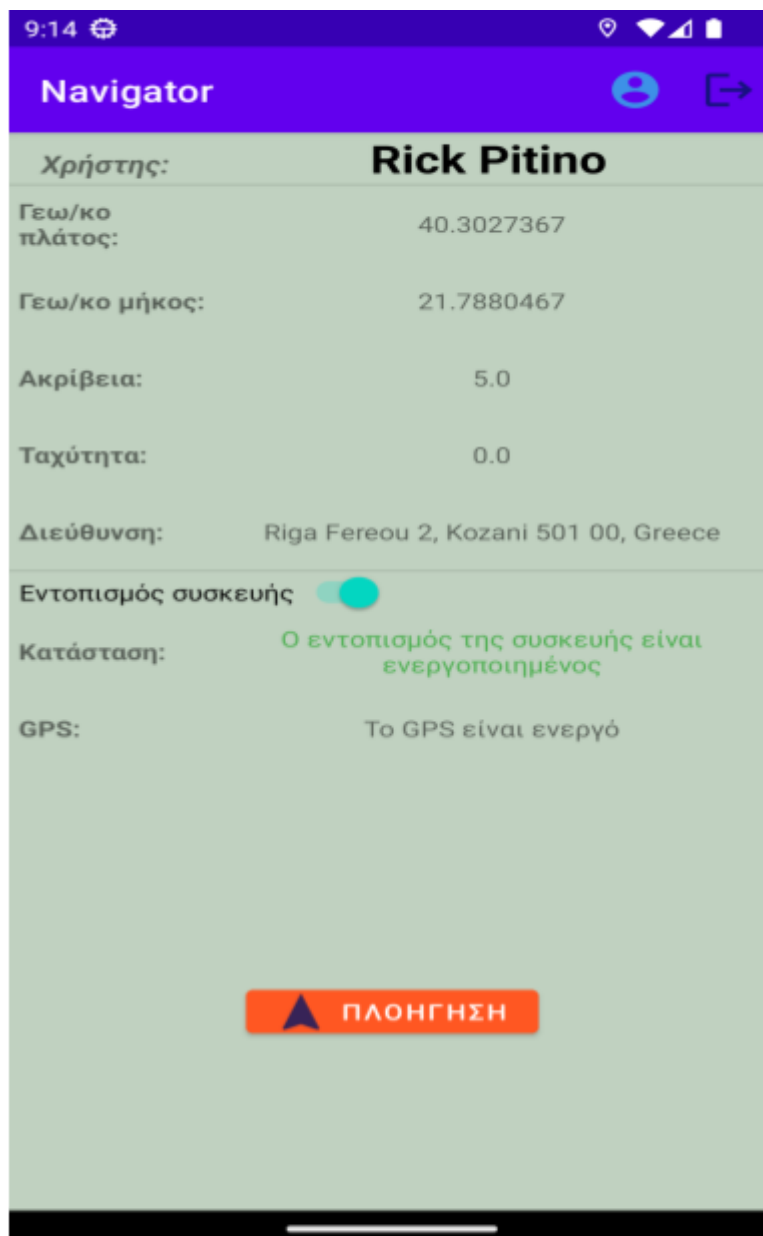 9:14
Navigator
Χρήστης: Rick Pitino
Γεω/κο
πλάτος: 40.3027367
Γεω/κο μήκος: 21.7880467
Ακρίβεια: 5.0
Ταχύτητα: 0.0
Διεύθυνση: Riga Fereou 2, Kozani 501 00, Greece
Εντοπισμός συσκευής
Κατάσταση: Ο εντοπισμός της συσκευής είναι
ενεργοποιημένος
GPS: Το GPS είναι ενεργό
ΠΛΟΗΓΗΣΗ